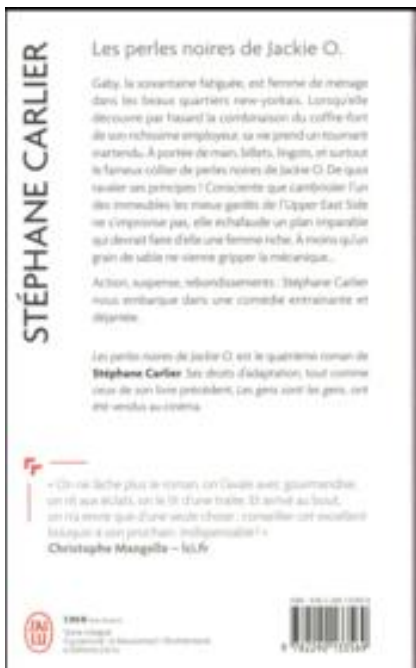 STÉPHANE CARLIER
Les perles noires de Jackie O.
Gaby, la soixantaine fatiguée, est femme de ménage
dans les beaux quartiers new-yorkais. Lorsqu'elle
découvre par hasard la combinaison du coffre-fort
de son richissime employeur, sa vie prend un tournant
inattendu. À portée de main, billets, lingots, et surtout
le fameux collier de perles noires de Jackie O. De quoi
ravaler ses principes ! Consciente que cambrioler l'un
des immeubles les mieux gardés de l'Upper East Side
ne s'improvise pas, elle échafaude un plan imparable
qui devrait faire d'elle une femme riche. À moins qu'un
grain de sable ne vienne gripper la mécanique...
Action, suspense, rebondissements : Stéphane Carlier
nous embarque dans une comédie entraînante et
déjantée.
Les perles noires de Jackie O. est le quatrième roman de
Stéphane Carlier. Ses droits d'adaptation, tout comme
ceux de son livre précédent, Les gens sont les gens, ont
été vendus au cinéma.
« On ne lâche plus le roman, on l'avale avec gourmandise,
on rit aux éclats, on le lit d'une traite. Et arrivé au bout,
on n'a envie que d'une seule chose : conseiller cet excellent
bouquin à son prochain. Indispensable ! »
Christophe Mangelle – lci.fr
J'AI
LU
Texte intégral